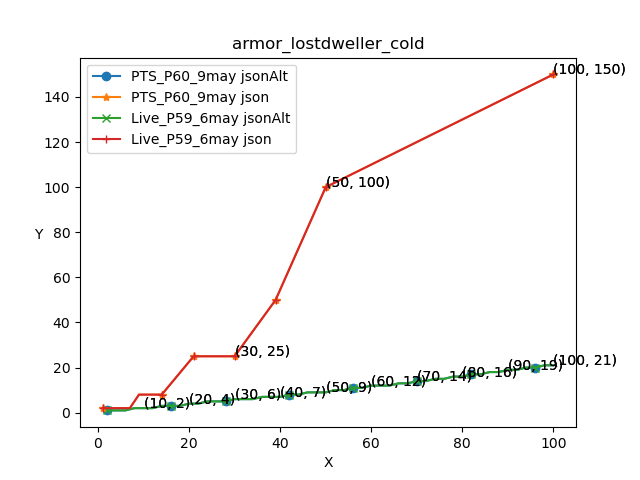 armor_lostdweller_cold
PTS_P60_9may jsonAlt
PTS_P60_9may json
Live_P59_6may jsonAlt
Live_P59_6may json
(100, 150)
(50, 100)
(30, 25)
(10, 2)
(20, 4)
(30, 6)
(40, 7)
(50, 9)
(60, 12)
(70, 14)
(80, 16)
(90, 19)
(100, 21)
Y
140
120
100
80
60
40
20
0
0 20 40 60 80 100
X